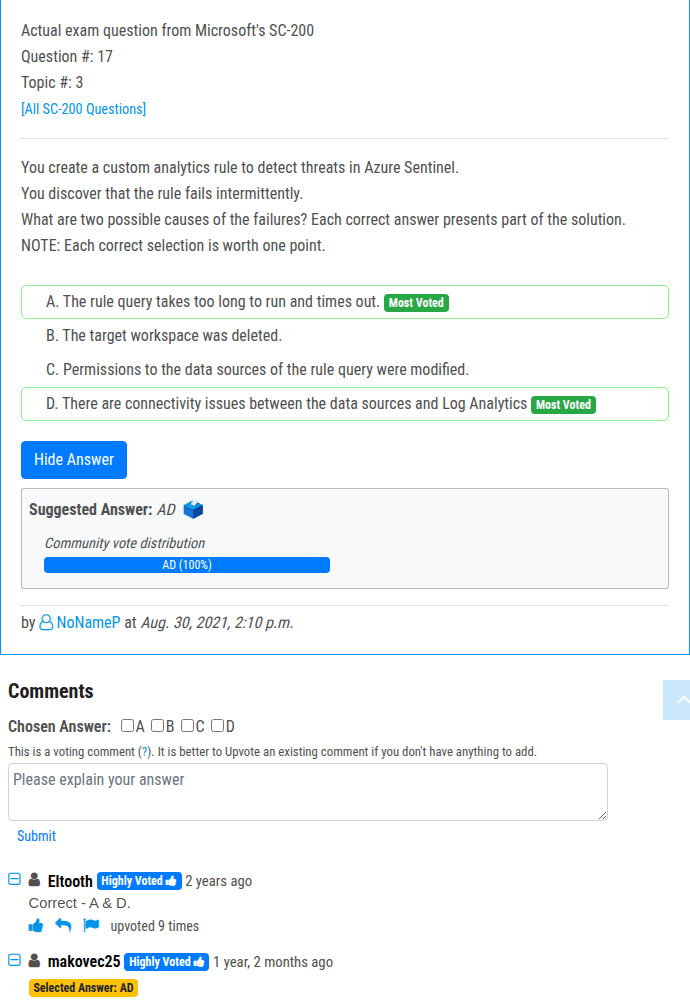 Actual exam question from Microsoft's SC-200
Question #: 17
Topic #: 3
[All SC-200 Questions]
You create a custom analytics rule to detect threats in Azure Sentinel.
You discover that the rule fails intermittently.
What are two possible causes of the failures? Each correct answer presents part of the solution.
NOTE: Each correct selection is worth one point.
A. The rule query takes too long to run and times out. Most Voted
B. The target workspace was deleted.
C. Permissions to the data sources of the rule query were modified.
D. There are connectivity issues between the data sources and Log Analytics Most Voted
Hide Answer
Suggested Answer: AD
Community vote distribution
AD (100%)
by NoNameP at Aug. 30, 2021, 2:10 p.m.
Comments
Chosen Answer: A B C D
This is a voting comment (?). It is better to Upvote an existing comment if you don't have anything to add.
Please explain your answer
Submit
Eltooth Highly Voted 2 years ago
Correct - A & D.
upvoted 9 times
makovec25 Highly Voted 1 year, 2 months ago
Selected Answer: AD